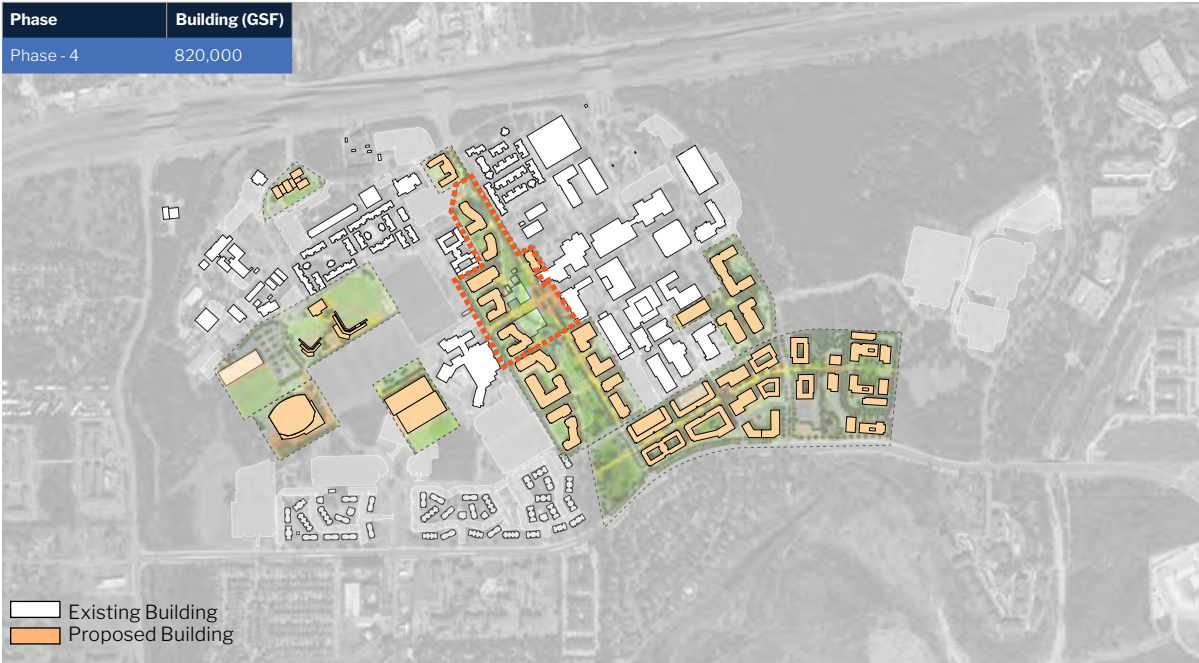 Phase Building (GSF)
Phase - 4 820,000
Existing Building
Proposed Building